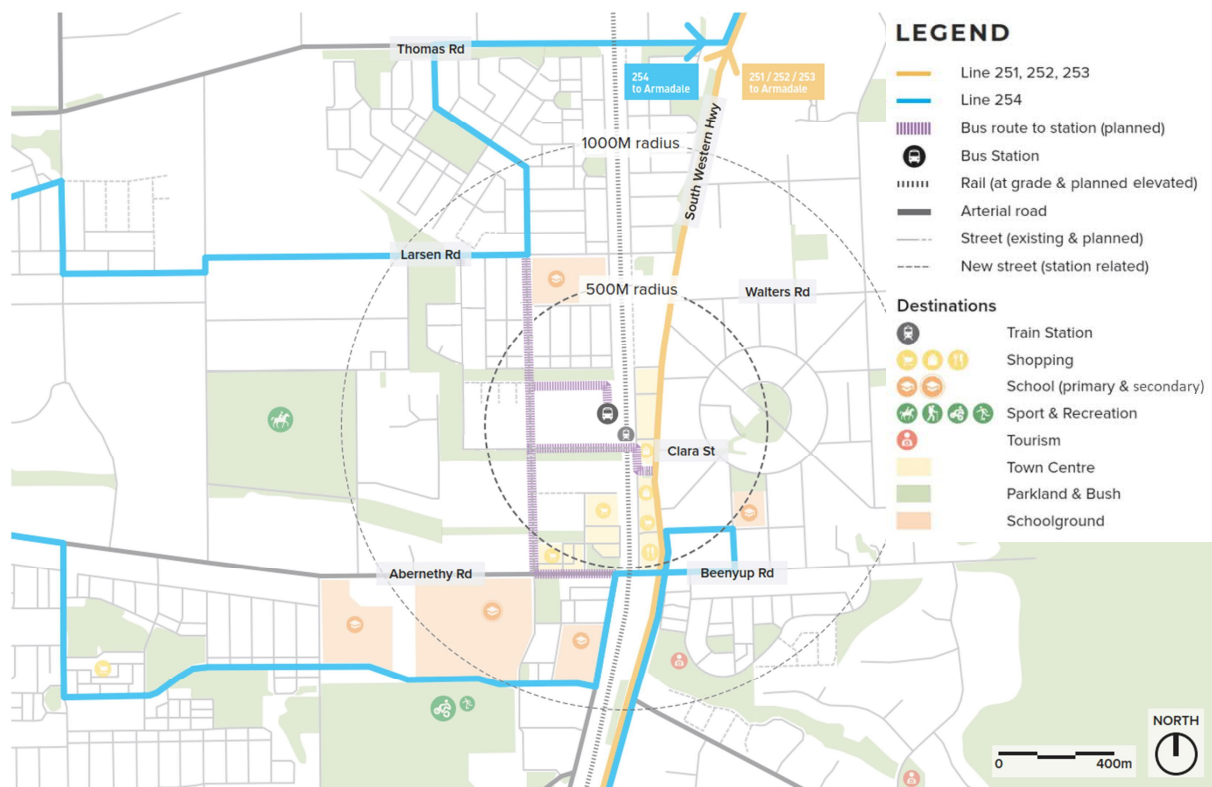 Thomas Rd
254
to Armadale
251 / 252 / 253
to Armadale
South Western Hwy
1000M radius
Larsen Rd
500M radius
Walters Rd
Clara St
Abernethy Rd
Beenyup Rd
LEGEND
Line 251, 252, 253
Line 254
Bus route to station (planned)
Bus Station
Rail (at grade & planned elevated)
Arterial road
Street (existing & planned)
New street (station related)
Destinations
Train Station
Shopping
School (primary & secondary)
Sport & Recreation
Tourism
Town Centre
Parkland & Bush
Schoolground
NORTH
0 400m